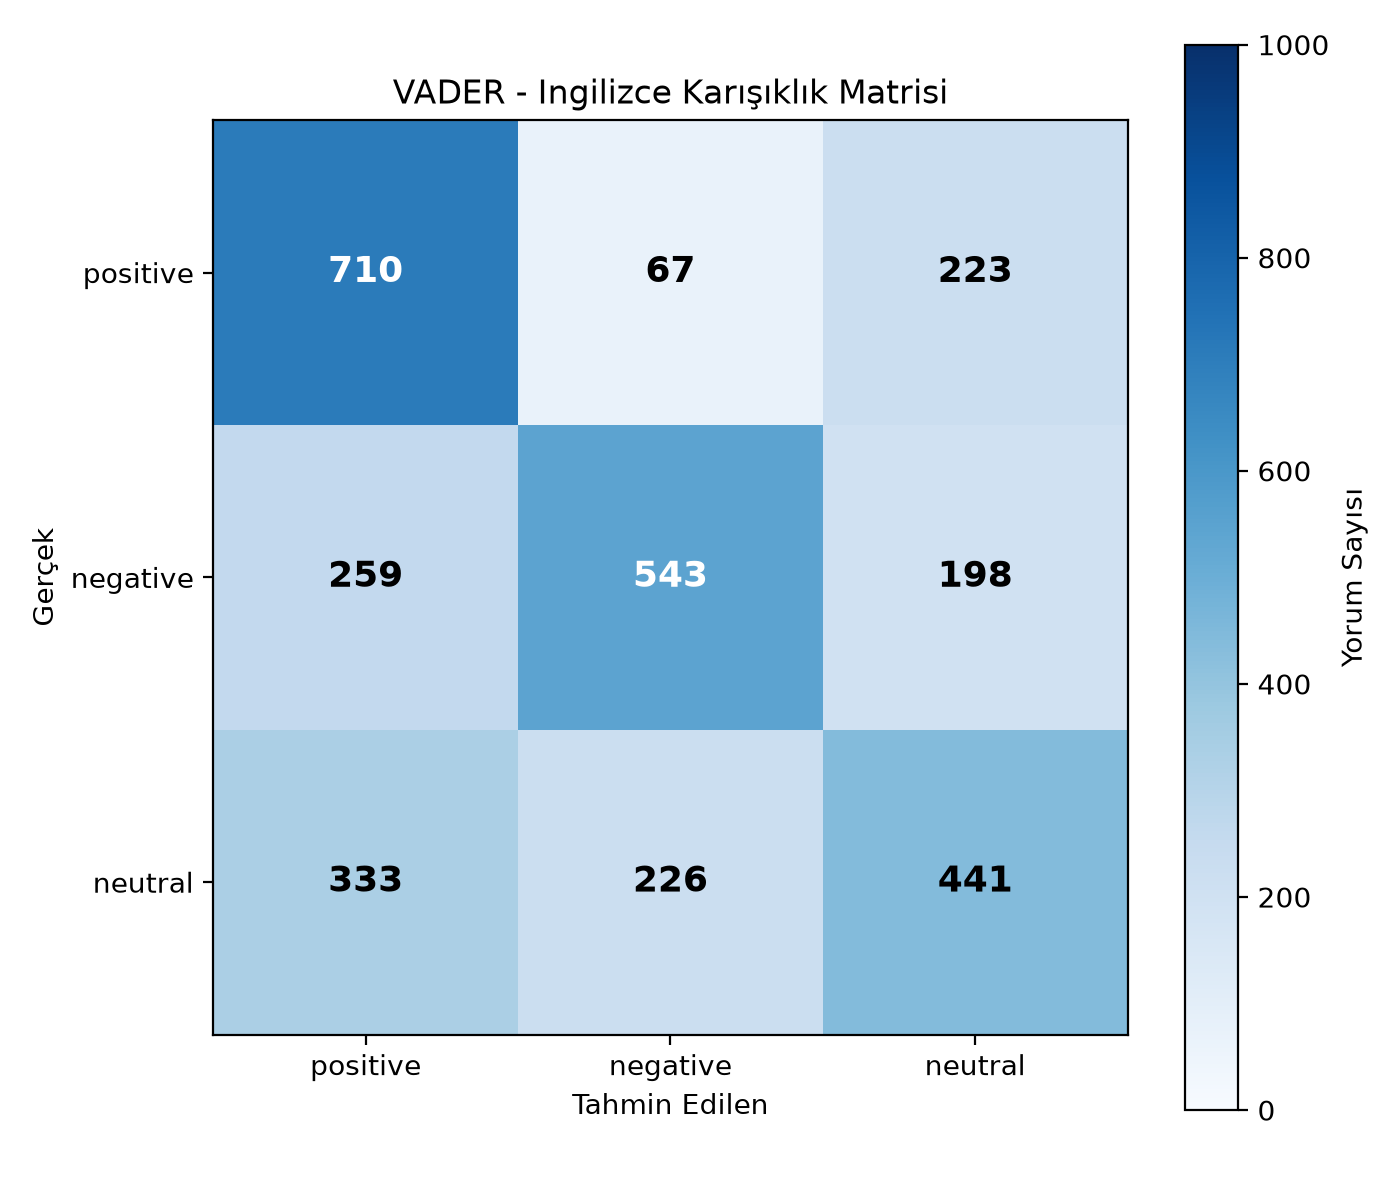 VADER - Ingilizce Karışıklık Matrisi
positive 710 67 223
negative 259 543 198
neutral 333 226 441
positive negative neutral
Tahmin Edilen
Gerçek
1000
800
600
400
200
0
Yorum Sayısı